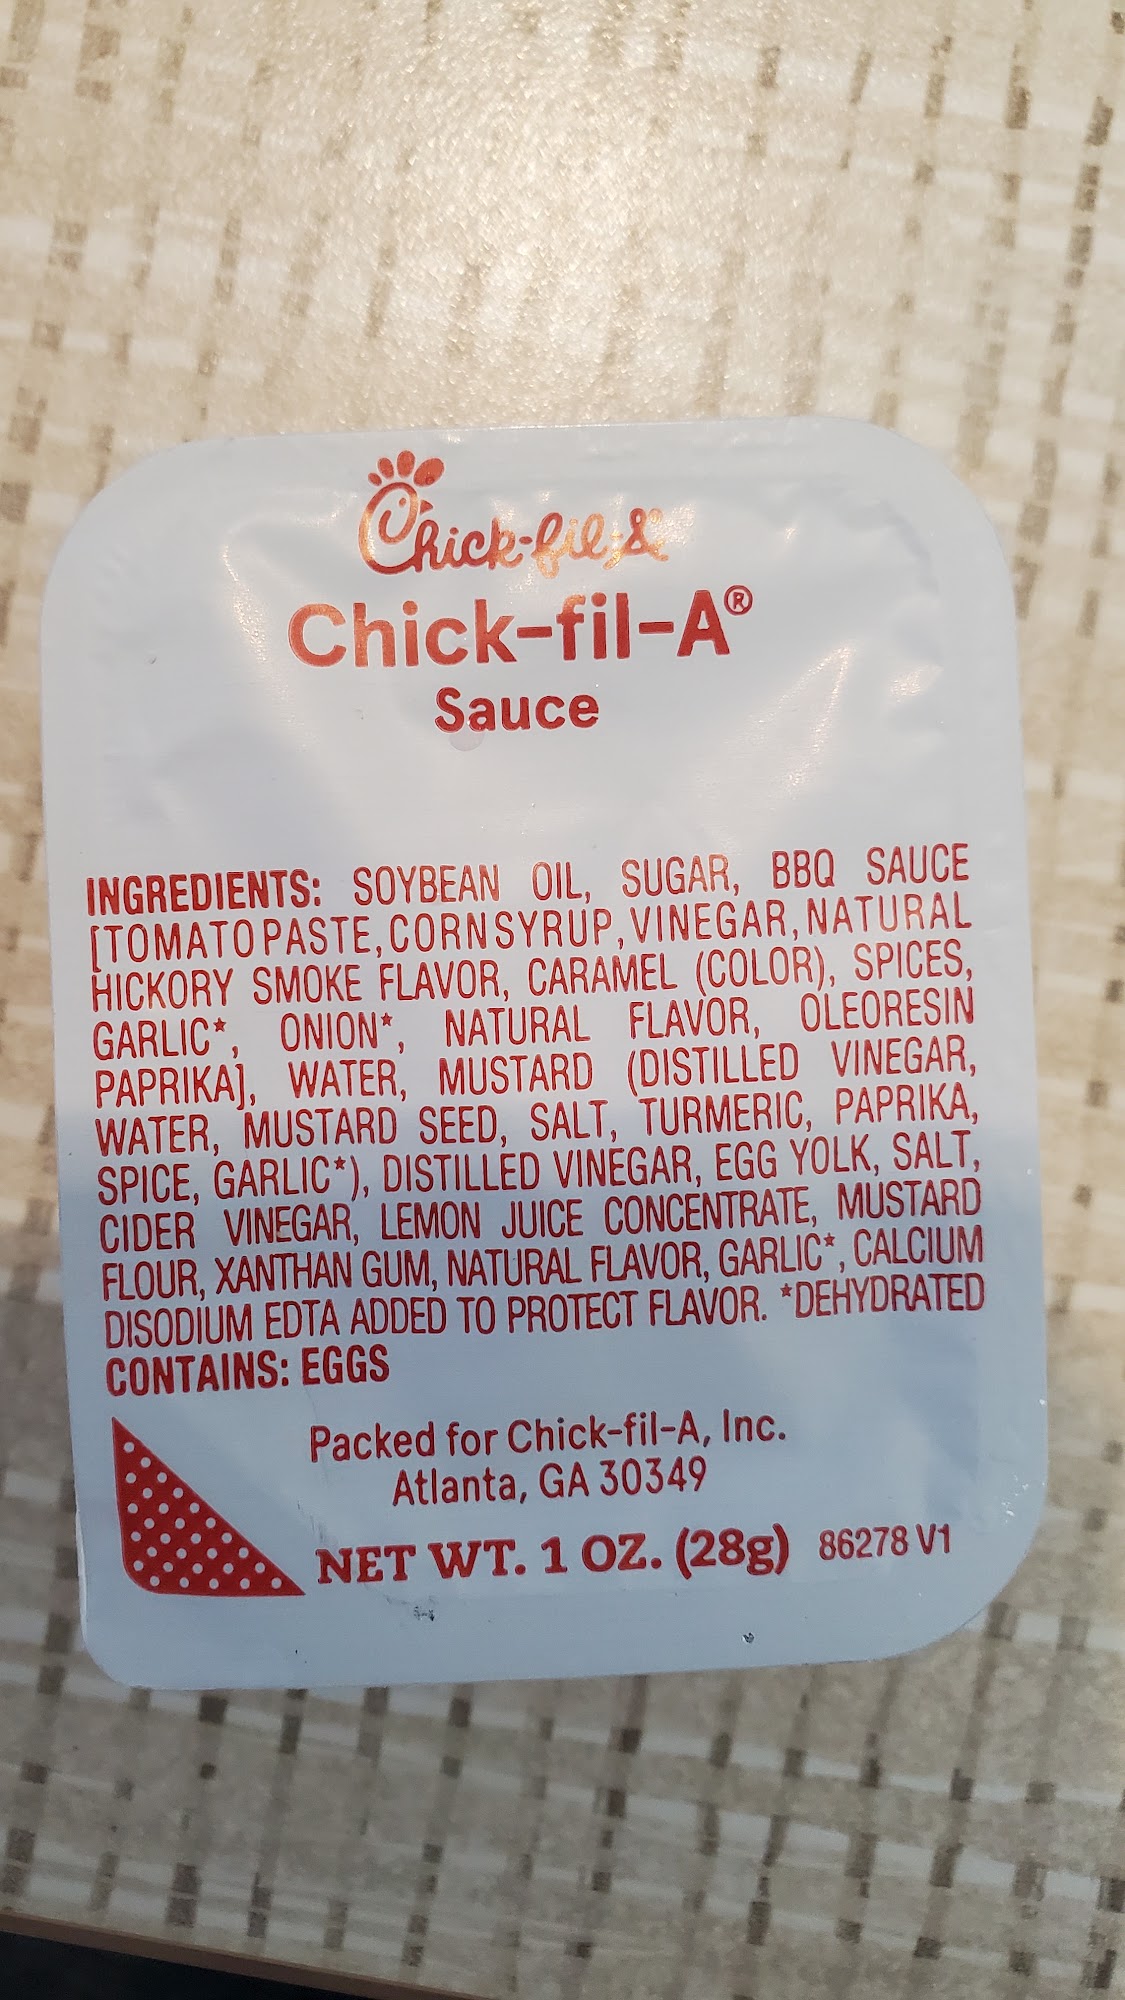 Chick-fil-A®
Chick-fil-A®
Sauce
INGREDIENTS: SOYBEAN OIL, SUGAR, BBQ SAUCE
[TOMATO PASTE, CORN SYRUP, VINEGAR, NATURAL
HICKORY SMOKE FLAVOR, CARAMEL (COLOR), SPICES,
GARLIC*, ONION*, NATURAL FLAVOR, OLEORESIN
PAPRIKA], WATER, MUSTARD (DISTILLED VINEGAR,
WATER, MUSTARD SEED, SALT, TURMERIC, PAPRIKA,
SPICE, GARLIC*), DISTILLED VINEGAR, EGG YOLK, SALT,
CIDER VINEGAR, LEMON JUICE CONCENTRATE, MUSTARD
FLOUR, XANTHAN GUM, NATURAL FLAVOR, GARLIC*, CALCIUM
DISODIUM EDTA ADDED TO PROTECT FLAVOR. *DEHYDRATED
CONTAINS: EGGS
Packed for Chick-fil-A, Inc.
Atlanta, GA 30349
NET WT. 1 OZ. (28g) 86278 V1